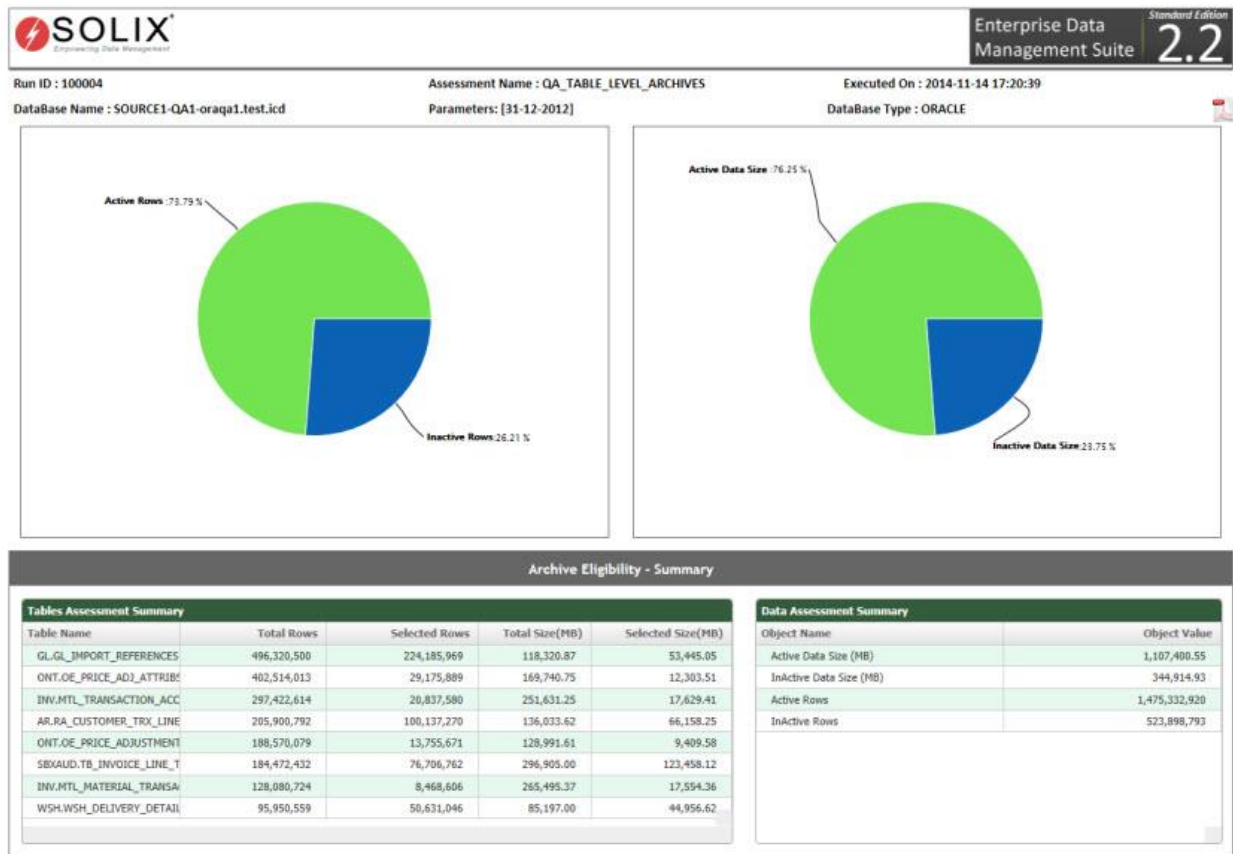 SOLIX
Empowering Data Management
Enterprise Data
Management Suite
Standard Edition
2.2
Run ID : 100004
Assessment Name : QA_TABLE_LEVEL_ARCHIVES
Executed On : 2014-11-14 17:20:39
DataBase Name : SOURCE1-QA1-oraqa1.test.icd
Parameters: [31-12-2012]
DataBase Type : ORACLE
Active Rows :73.79 %
Inactive Rows:26.21 %
Active Data Size :76.25 %
Inactive Data Size:23.75 %
Archive Eligibility - Summary
Tables Assessment Summary
Table Name Total Rows Selected Rows Total Size(MB) Selected Size(MB)
GL.GL_IMPORT_REFERENCES 496,320,500 224,185,969 118,320.87 53,445.05
ONT.OE_PRICE_ADJ_ATTRIBS 402,514,013 29,175,889 169,740.75 12,303.51
INV.MTL_TRANSACTION_ACC 297,422,614 20,837,580 251,631.25 17,629.41
AR.RA_CUSTOMER_TRX_LINE 205,900,792 100,137,270 136,033.62 66,158.25
ONT.OE_PRICE_ADJUSTMENT 188,570,079 13,755,671 128,991.61 9,409.58
SBXAUD.TB_INVOICE_LINE_T 184,472,432 76,706,762 296,905.00 123,458.12
INV.MTL_MATERIAL_TRANSA 128,080,724 8,468,606 265,495.37 17,554.36
WSH.WSH_DELIVERY_DETAIL 95,950,559 50,631,046 85,197.00 44,956.62
Data Assessment Summary
Object Name Object Value
Active Data Size (MB) 1,107,400.55
InActive Data Size (MB) 344,914.93
Active Rows 1,475,332,920
InActive Rows 523,898,793